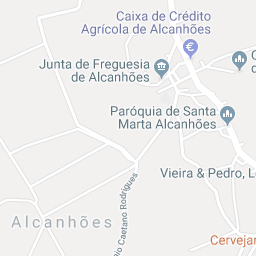 Caixa de Crédito
Agrícola de Alcanhões
€
Junta de Freguesia
de Alcanhões
Paróquia de Santa
Marta Alcanhões
Vieira & Pedro, L
Caetano Rodrigues
Alcanhões
Cervejar